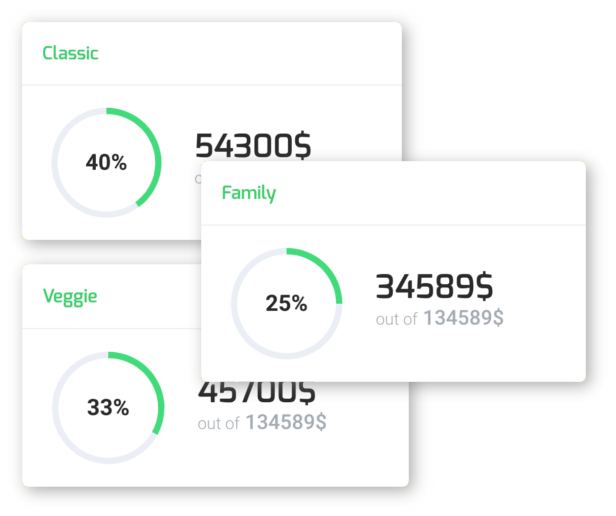 Classic
40%
54300$
Family
25%
34589$
out of 134589$
Veggie
33%
45700$
out of 134589$